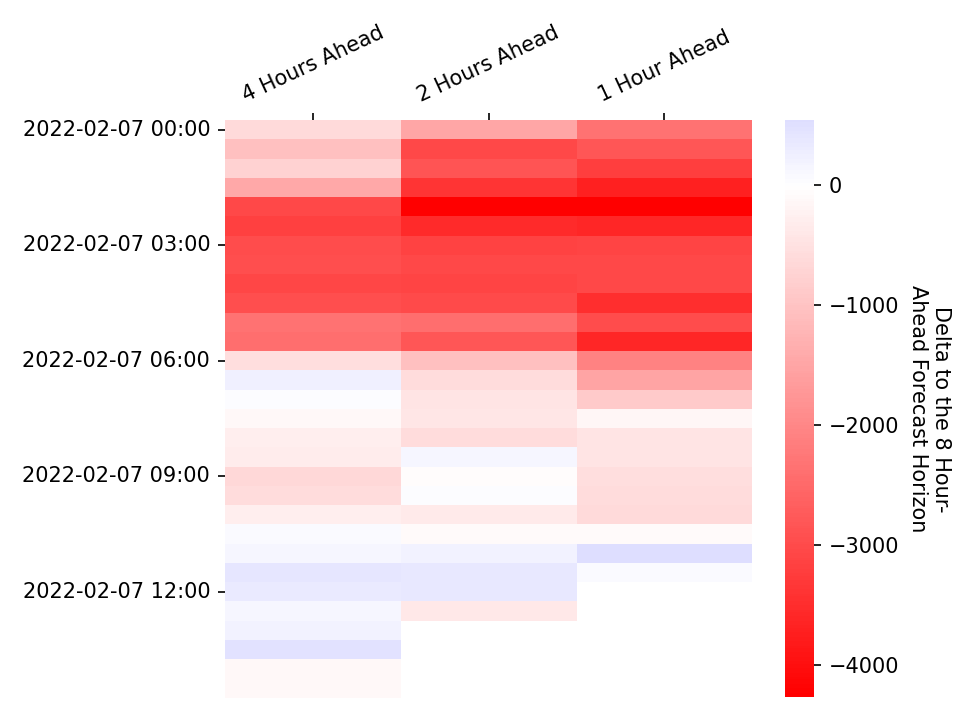 4 Hours Ahead
2 Hours Ahead
1 Hour Ahead
2022-02-07 00:00
2022-02-07 03:00
2022-02-07 06:00
2022-02-07 09:00
2022-02-07 12:00
0
−1000
−2000
−3000
−4000
Delta to the 8 Hour-
Ahead Forecast Horizon